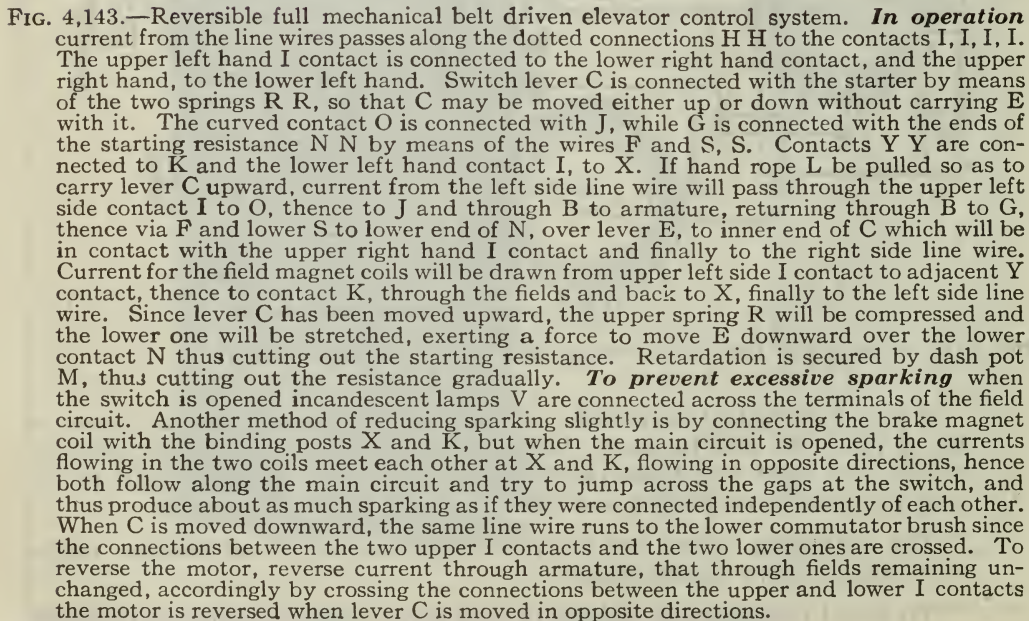 FIG. 4,143.—Reversible full mechanical belt driven elevator control system. In operation
current from the line wires passes along the dotted connections H H to the contacts I, I, I, I.
The upper left hand I contact is connected to the lower right hand contact, and the upper
right hand, to the lower left hand. Switch lever C is connected with the starter by means
of the two springs R R, so that C may be moved either up or down without carrying E
with it. The curved contact O is connected with J, while G is connected with the ends of
the starting resistance N N by means of the wires F and S, S. Contacts Y Y are con-
nected to K and the lower left hand contact I, to X. If hand rope L be pulled so as to
carry lever C upward, current from the left side line wire will pass through the upper left
side contact I to O, thence to J and through B to armature, returning through B to G,
thence via F and lower S to lower end of N, over lever E, to inner end of C which will be
in contact with the upper right hand I contact and finally to the right side line wire.
Current for the field magnet coils will be drawn from upper left side I contact to adjacent Y
contact, thence to contact K, through the fields and back to X, finally to the left side line
wire. Since lever C has been moved upward, the upper spring R will be compressed and
the lower one will be stretched, exerting a force to move E downward over the lower
contact N thus cutting out the starting resistance. Retardation is secured by dash pot
M, thus cutting out the resistance gradually. To prevent excessive sparking when
the switch is opened incandescent lamps V are connected across the terminals of the field
circuit. Another method of reducing sparking slightly is by connecting the brake magnet
coil with the binding posts X and K, but when the main circuit is opened, the currents
flowing in the two coils meet each other at X and K, flowing in opposite directions, hence
both follow along the main circuit and try to jump across the gaps at the switch, and
thus produce about as much sparking as if they were connected independently of each other.
When C is moved downward, the same line wire runs to the lower commutator brush since
the connections between the two upper I contacts and the two lower ones are crossed. To
reverse the motor, reverse current through armature, that through fields remaining un-
changed, accordingly by crossing the connections between the upper and lower I contacts
the motor is reversed when lever C is moved in opposite directions.